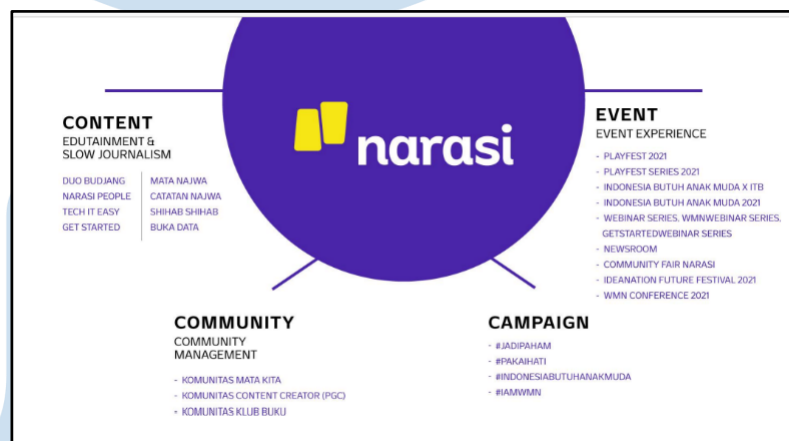 narasi
CONTENT
EDUTAINMENT &
SLOW JOURNALISM
DUO BUDJANG
NARASI PEOPLE
TECH IT EASY
GET STARTED
MATA NAJWA
CATATAN NAJWA
SHIHAB SHIHAB
BUKA DATA
EVENT
EVENT EXPERIENCE
- PLAYFEST 2021
- PLAYFEST SERIES 2021
- INDONESIA BUTUH ANAK MUDA X ITB
- INDONESIA BUTUH ANAK MUDA 2021
- WEBINAR SERIES. WMNWEBINAR SERIES.
GETSTARTEDWEBINAR SERIES
- NEWSROOM
- COMMUNITY FAIR NARASI
- IDEANATION FUTURE FESTIVAL 2021
- WMN CONFERENCE 2021
COMMUNITY
COMMUNITY
MANAGEMENT
- KOMUNITAS MATA KITA
- KOMUNITAS CONTENT CREATOR (PGC)
- KOMUNITAS KLUB BUKU
CAMPAIGN
- #JADIPAHAM
- #PAKAIHATI
- #INDONESIABUTUHANAKMUDA
- #IAMWMN